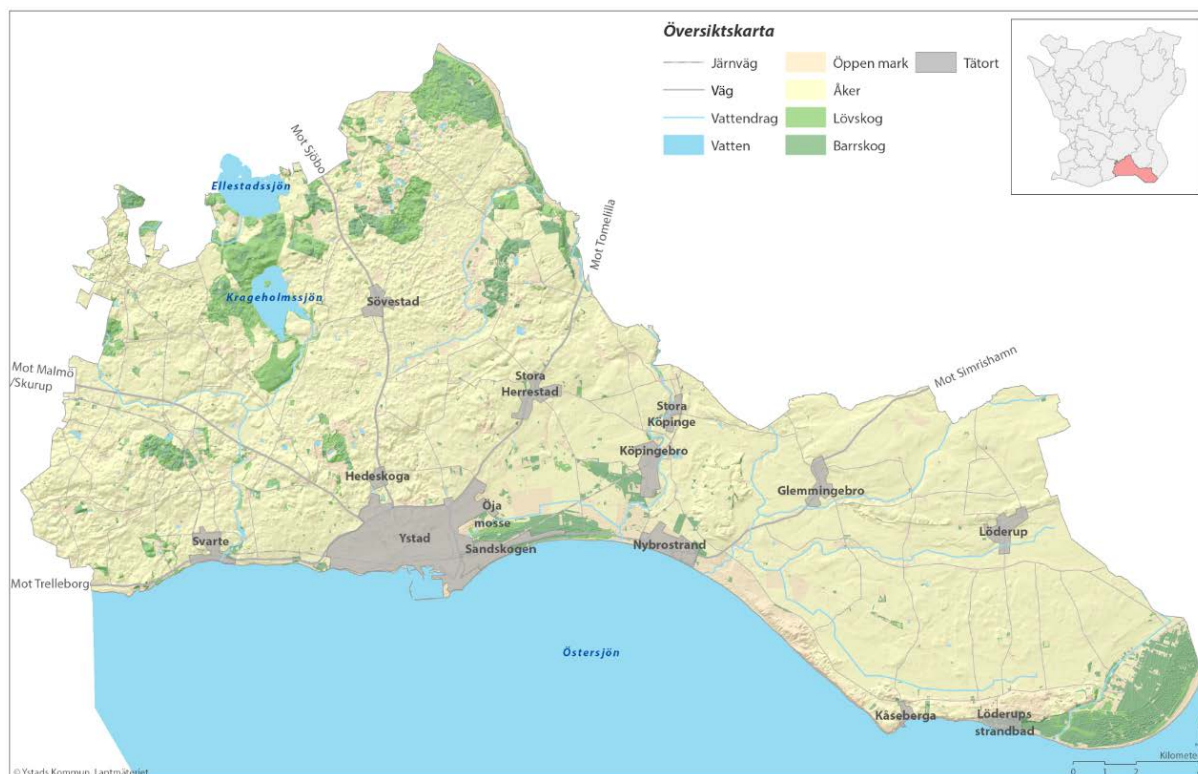 Översiktskarta
Järnväg
Väg
Vattendrag
Vatten
Öppen mark
Åker
Lövskog
Barrskog
Tätort
Mot Sjöbo
Ellestadssjön
Mot Tomelilla
Krageholmssjön
Sövestad
Mot Malmö
/Skurup
Stora
Herrestad
Mot Simrishamn
Stora
Köpinge
Köpingebro
Hedeskoga
Glemmingebro
Öja
mosse
Svarte
Ystad
Sandskogen
Nybrostrand
Löderup
Mot Trelleborg
Östersjön
Kåseberga
Löderups
strandbad
Kilomete
0 1 2
© Ystads Kommun, Lantmäteriet